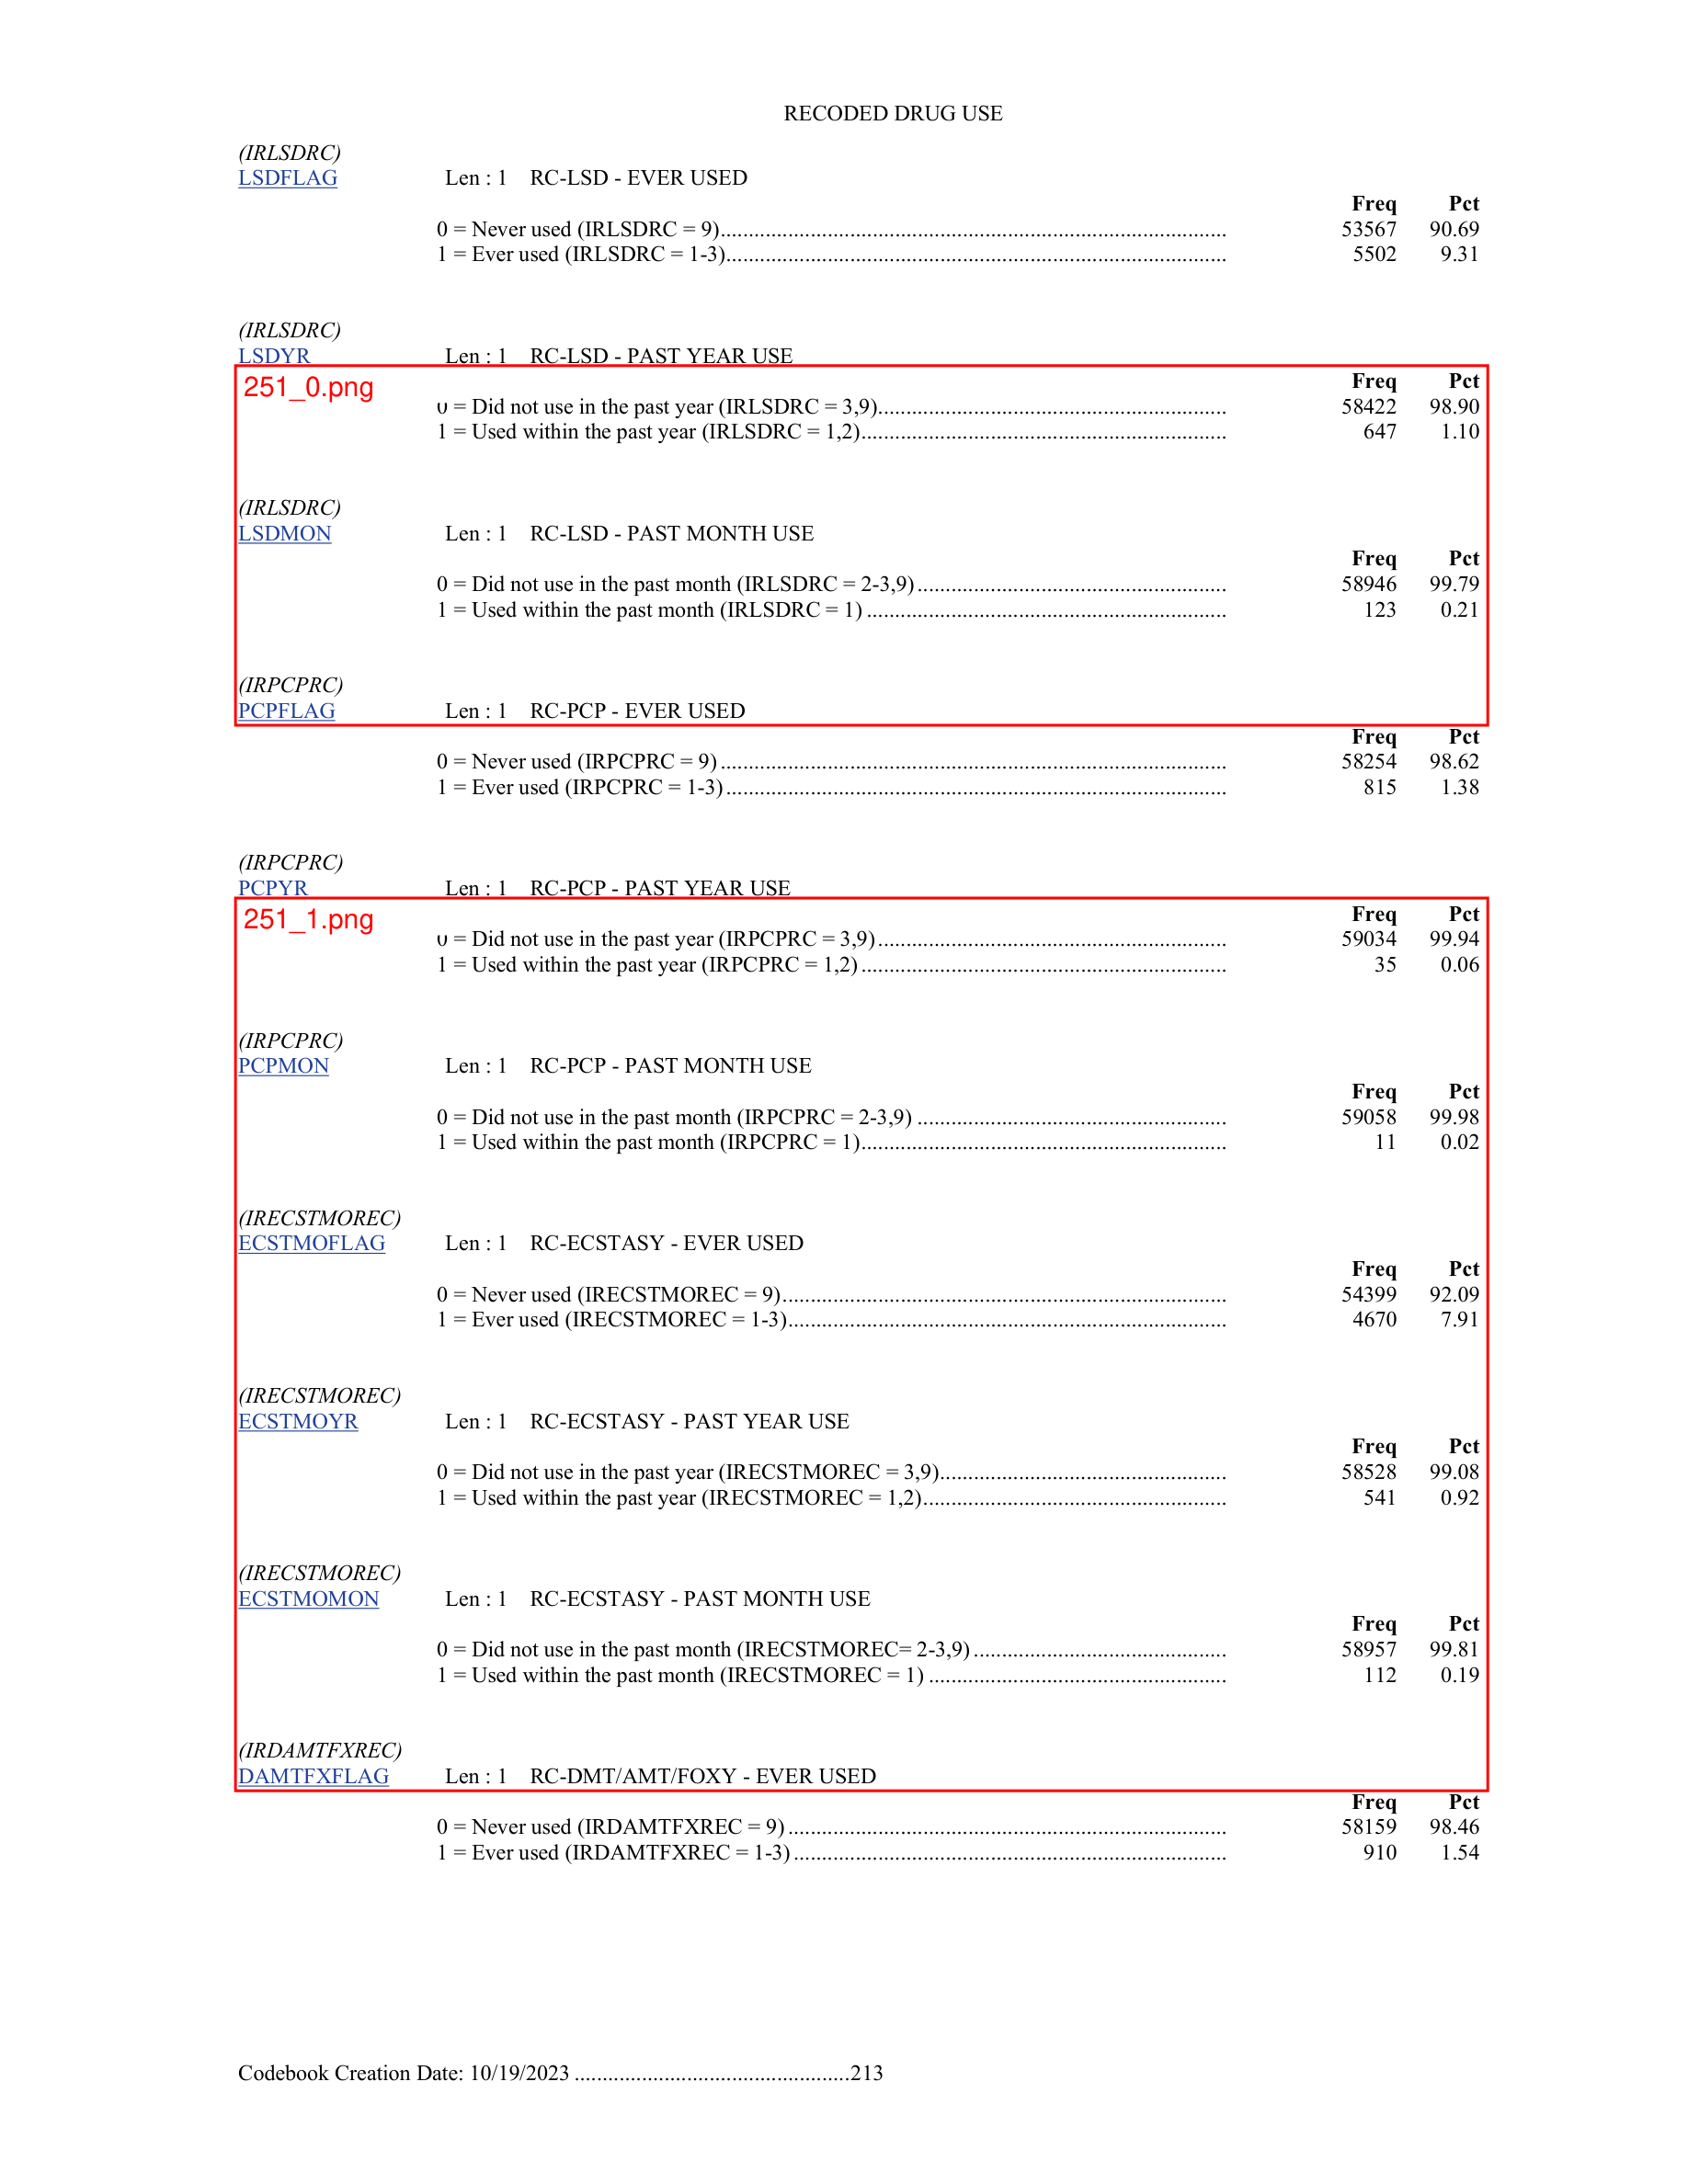 RECODED DRUG USE
(IRLSDRC)
LSDFLAG Len : 1 RC-LSD - EVER USED
Freq Pct
0 = Never used (IRLSDRC = 9) 53567 90.69
1 = Ever used (IRLSDRC = 1-3) 5502 9.31
(IRLSDRC)
LSDYR Len : 1 RC-LSD - PAST YEAR USE
251_0.png Freq Pct
0 = Did not use in the past year (IRLSDRC = 3,9) 58422 98.90
1 = Used within the past year (IRLSDRC = 1,2) 647 1.10
(IRLSDRC)
LSDMON Len : 1 RC-LSD - PAST MONTH USE
Freq Pct
0 = Did not use in the past month (IRLSDRC = 2-3,9) 58946 99.79
1 = Used within the past month (IRLSDRC = 1) 123 0.21
(IRPCPRC)
PCPFLAG Len : 1 RC-PCP - EVER USED
Freq Pct
0 = Never used (IRPCPRC = 9) 58254 98.62
1 = Ever used (IRPCPRC = 1-3) 815 1.38
(IRPCPRC)
PCPYR Len : 1 RC-PCP - PAST YEAR USE
251_1.png Freq Pct
0 = Did not use in the past year (IRPCPRC = 3,9) 59034 99.94
1 = Used within the past year (IRPCPRC = 1,2) 35 0.06
(IRPCPRC)
PCPMON Len : 1 RC-PCP - PAST MONTH USE
Freq Pct
0 = Did not use in the past month (IRPCPRC = 2-3,9) 59058 99.98
1 = Used within the past month (IRPCPRC = 1) 11 0.02
(IRECSTMOREC)
ECSTMOFLAG Len : 1 RC-ECSTASY - EVER USED
Freq Pct
0 = Never used (IRECSTMOREC = 9) 54399 92.09
1 = Ever used (IRECSTMOREC = 1-3) 4670 7.91
(IRECSTMOREC)
ECSTMOYR Len : 1 RC-ECSTASY - PAST YEAR USE
Freq Pct
0 = Did not use in the past year (IRECSTMOREC = 3,9) 58528 99.08
1 = Used within the past year (IRECSTMOREC = 1,2) 541 0.92
(IRECSTMOREC)
ECSTMOMON Len : 1 RC-ECSTASY - PAST MONTH USE
Freq Pct
0 = Did not use in the past month (IRECSTMOREC= 2-3,9) 58957 99.81
1 = Used within the past month (IRECSTMOREC = 1) 112 0.19
(IRDAMTFXREC)
DAMTFXFLAG Len : 1 RC-DMT/AMT/FOXY - EVER USED
Freq Pct
0 = Never used (IRDAMTFXREC = 9) 58159 98.46
1 = Ever used (IRDAMTFXREC = 1-3) 910 1.54
Codebook Creation Date: 10/19/2023 213